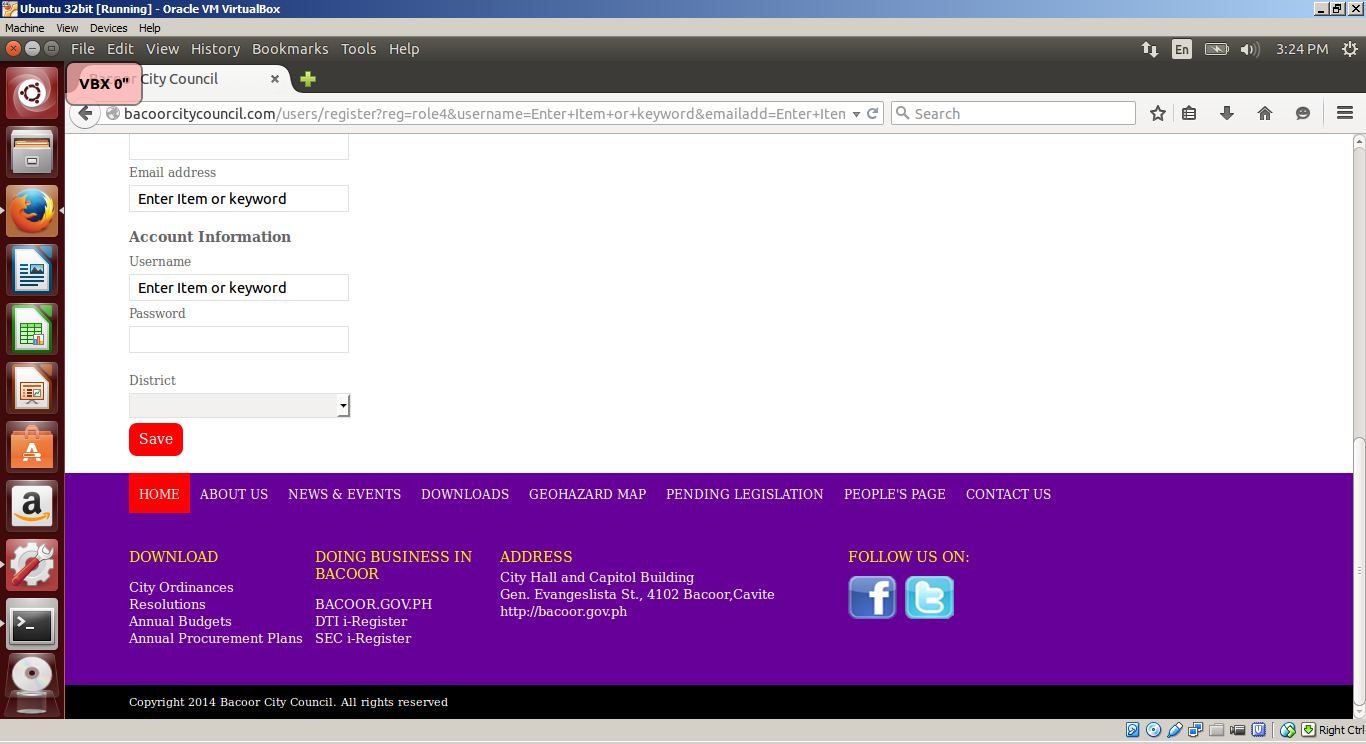 Ubuntu 32bit [Running] - Oracle VM VirtualBox
Machine View Devices Help
File Edit View History Bookmarks Tools Help
En
3:24 PM
VBX 0"
City Council
bacoorcitycouncil.com/users/register?reg=role4&username=Enter+Item+or+keyword&emailadd=Enter+Iten
Search
Email address
Enter Item or keyword
Account Information
Username
Enter Item or keyword
Password
District
Save
HOME ABOUT US NEWS & EVENTS DOWNLOADS GEOHAZARD MAP PENDING LEGISLATION PEOPLE'S PAGE CONTACT US
DOWNLOAD
City Ordinances
Resolutions
Annual Budgets
Annual Procurement Plans
DOING BUSINESS IN
BACOOR
BACOOR.GOV.PH
DTI i-Register
SEC i-Register
ADDRESS
City Hall and Capitol Building
Gen. Evangeslista St., 4102 Bacoor,Cavite
http://bacoor.gov.ph
FOLLOW US ON:
Copyright 2014 Bacoor City Council. All rights reserved
Right Ctrl